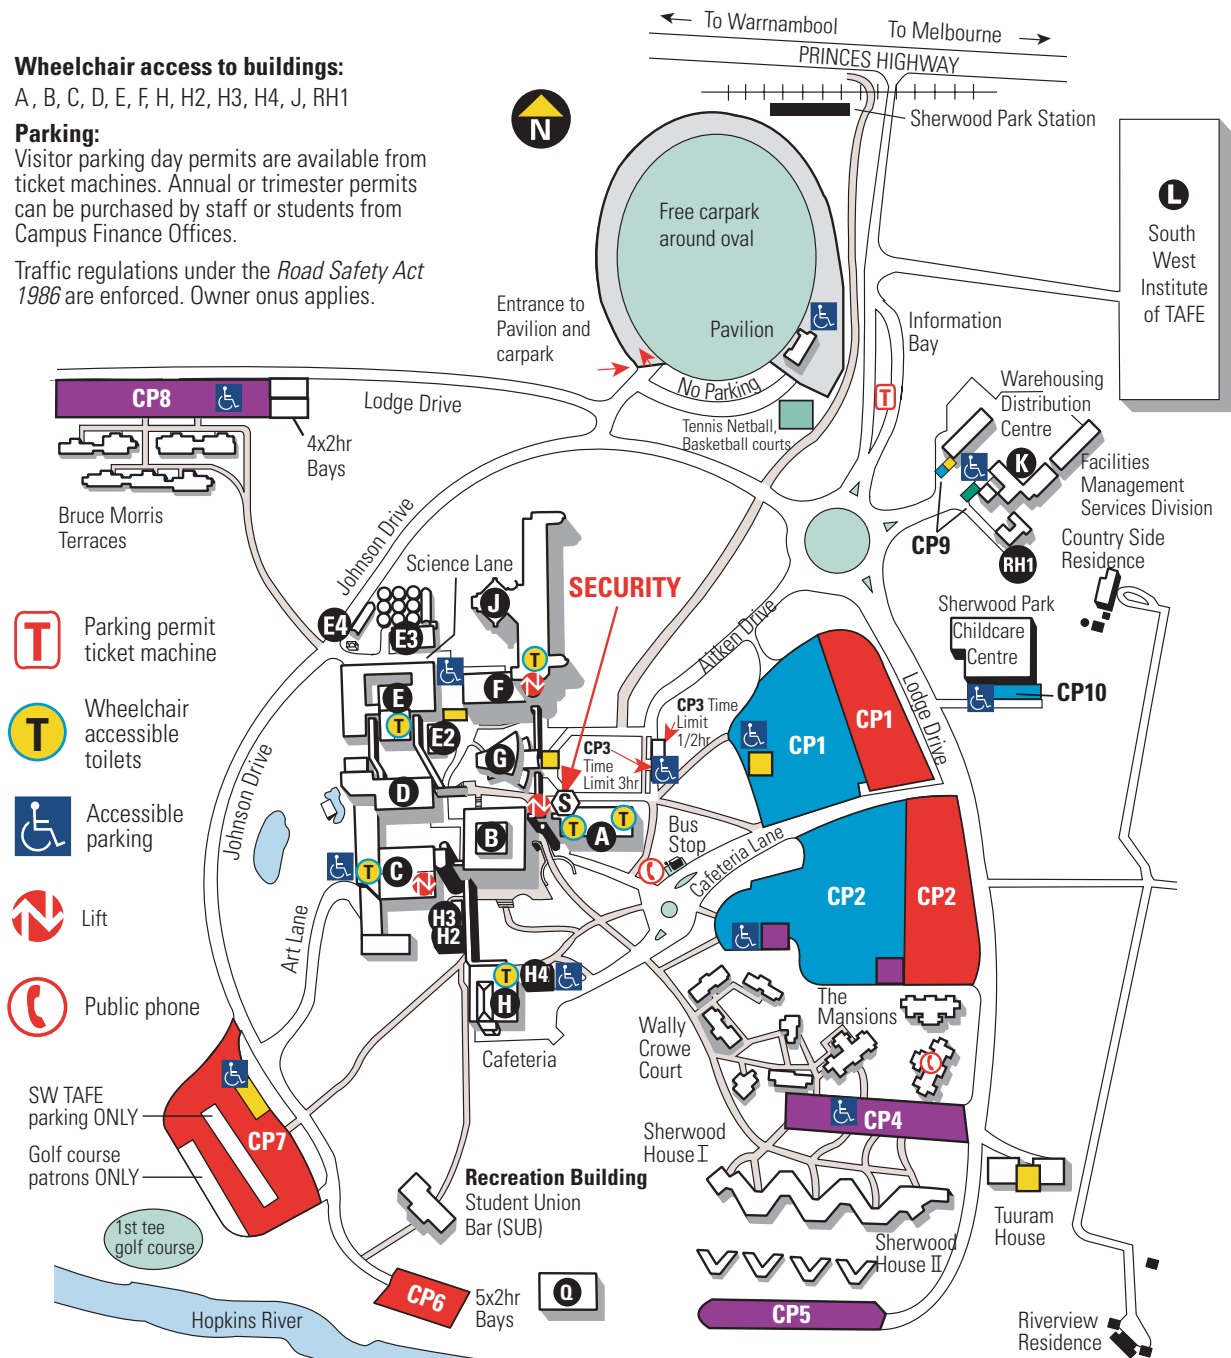 To Warrnambool
To Melbourne
PRINCES HIGHWAY
Wheelchair access to buildings:
A, B, C, D, E, F, H, H2, H3, H4, J, RH1
Parking:
Visitor parking day permits are available from
ticket machines. Annual or trimester permits
can be purchased by staff or students from
Campus Finance Offices.
Traffic regulations under the Road Safety Act
1986 are enforced. Owner onus applies.
N
Sherwood Park Station
L
South
West
Institute
of TAFE
Free carpark
around oval
Pavilion
Entrance to
Pavilion and
carpark
No Parking
Tennis Netball,
Basketball courts
Information
Bay
T
Warehousing
Distribution
Centre
K
Facilities
Management
Services Division
CP9
RH1
Country Side
Residence
CP8
4x2hr
Bays
Lodge Drive
Bruce Morris
Terraces
Johnson Drive
Science Lane
SECURITY
J
E4
E3
T
F
E
T
E2
G
Aitken Drive
CP3 Time
Limit
1/2hr
CP3
Time
Limit 3hr
Sherwood Park
Childcare
Centre
CP10
Lodge Drive
CP1
CP1
T
Parking permit
ticket machine
T
Wheelchair
accessible
toilets
Accessible
parking
Lift
Public phone
Johnson Drive
D
S
B
T
A
T
Bus
Stop
Cafeteria Lane
T
C
CP2
CP2
H3
H2
Art Lane
T
H4
H
Cafeteria
The
Mansions
Wally
Crowe
Court
CP4
Sherwood
House I
SW TAFE
parking ONLY
Golf course
patrons ONLY
CP7
1st tee
golf course
Recreation Building
Student Union
Bar (SUB)
Tuuram
House
Sherwood
House II
CP6
5x2hr
Bays
Q
CP5
Hopkins River
Riverview
Residence